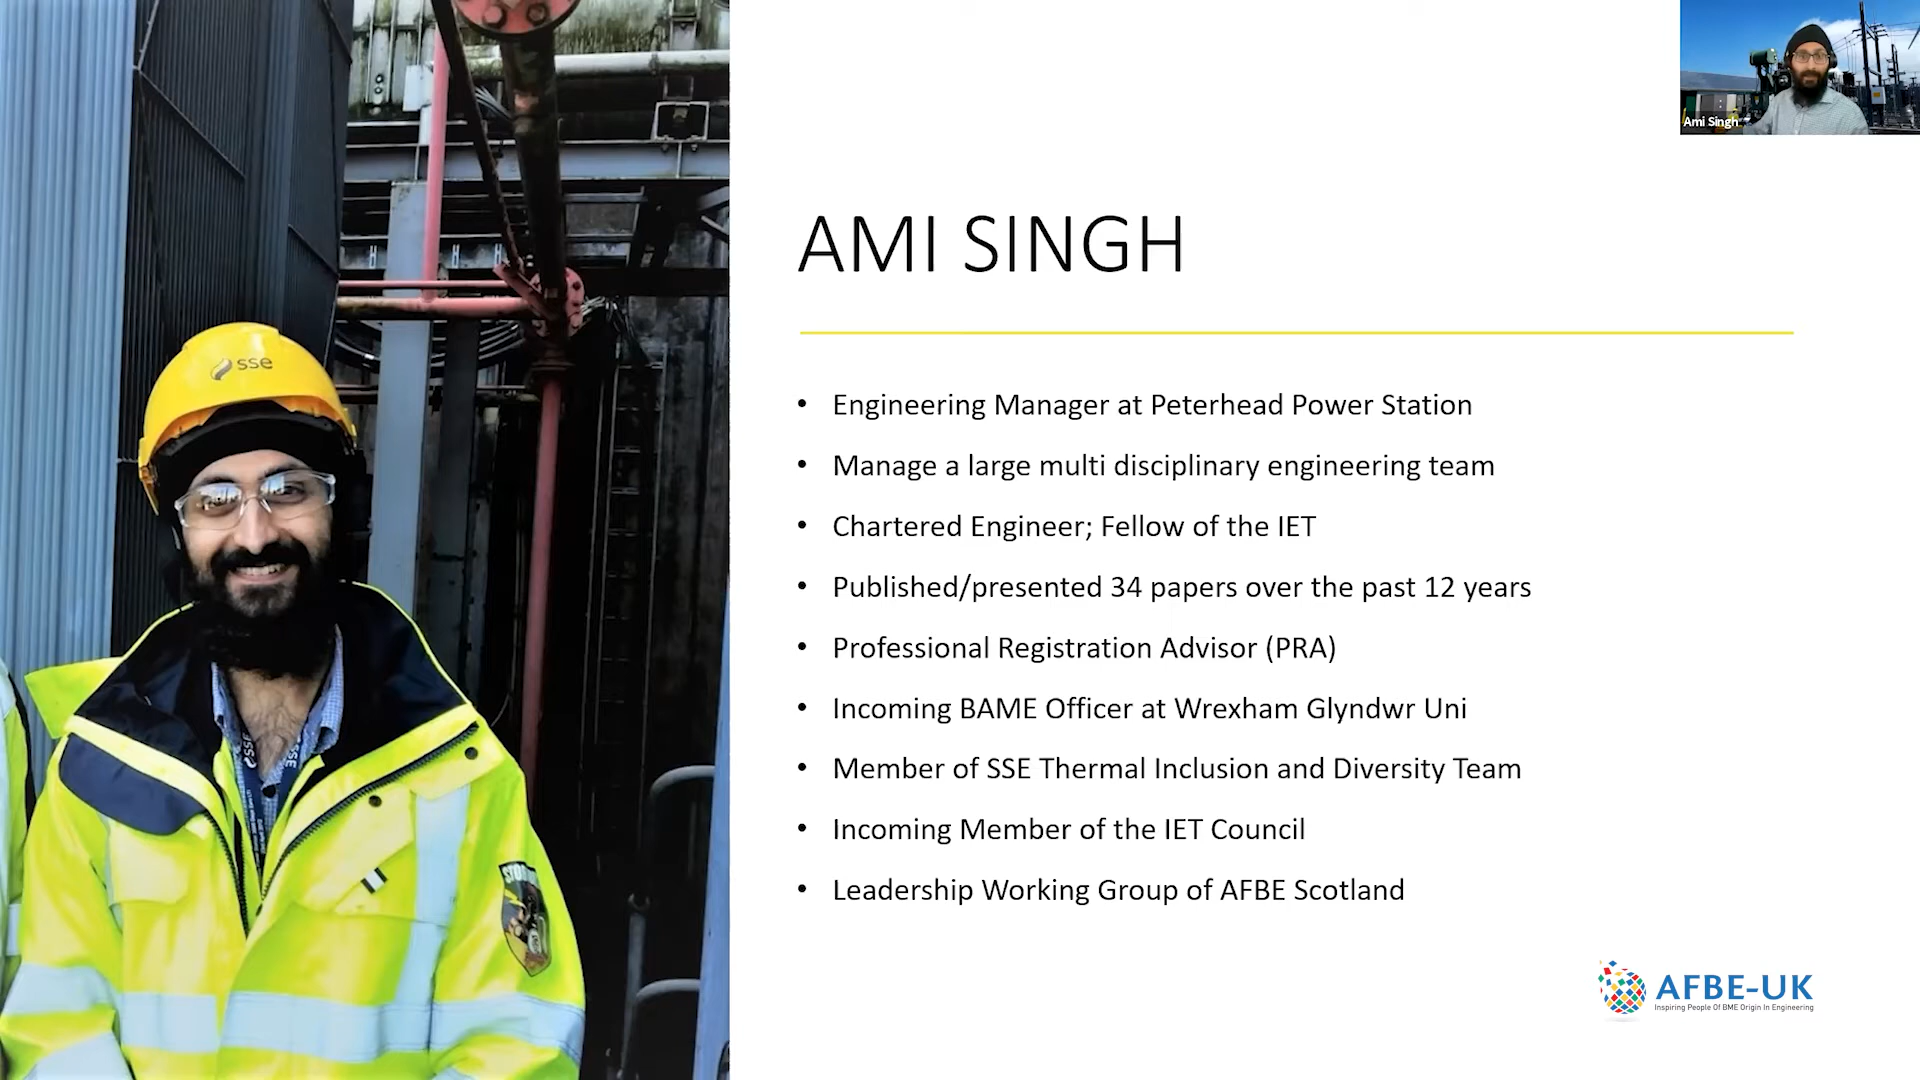 Ami Singh
AMI SINGH
sse
• Engineering Manager at Peterhead Power Station
• Manage a large multi disciplinary engineering team
• Chartered Engineer; Fellow of the IET
• Published/presented 34 papers over the past 12 years
• Professional Registration Advisor (PRA)
• Incoming BAME Officer at Wrexham Glyndwr Uni
• Member of SSE Thermal Inclusion and Diversity Team
• Incoming Member of the IET Council
• Leadership Working Group of AFBE Scotland
sse
sse
AFBE-UK
Inspiring People Of BME Origin In Engineering